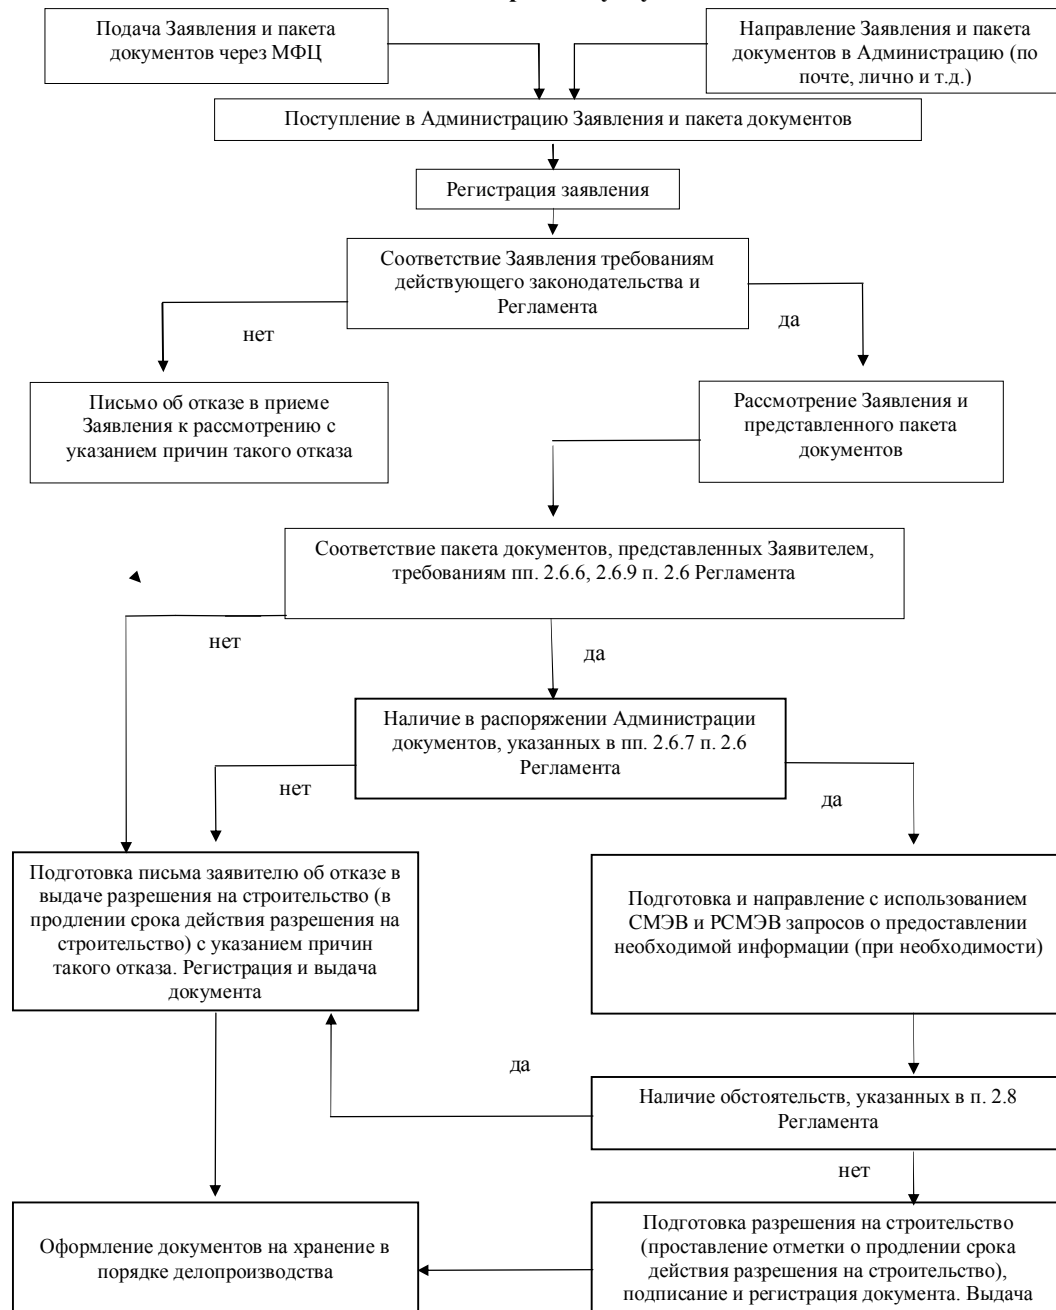 Подача Заявления и пакета
документов через МФЦ
Направление Заявления и пакета
документов в Администрацию (по
почте, лично и т.д.)
Поступление в Администрацию Заявления и пакета документов
Регистрация заявления
Соответствие Заявления требованиям
действующего законодательства и
Регламента
нет
да
Письмо об отказе в приеме
Заявления к рассмотрению с
указанием причин такого отказа
Рассмотрение Заявления и
представленного пакета
документов
Соответствие пакета документов, представленных Заявителем,
требованиям пп. 2.6.6, 2.6.9 п. 2.6 Регламента
нет
да
Наличие в распоряжении Администрации
документов, указанных в пп. 2.6.7 п. 2.6
Регламента
нет
да
Подготовка письма заявителю об отказе в
выдаче разрешения на строительство (в
продлении срока действия разрешения на
строительство) с указанием причин
такого отказа. Регистрация и выдача
документа
Подготовка и направление с использованием
СМЭВ и РСМЭВ запросов о предоставлении
необходимой информации (при необходимости)
да
Наличие обстоятельств, указанных в п. 2.8
Регламента
нет
Оформление документов на хранение в
порядке делопроизводства
Подготовка разрешения на строительство
(проставление отметки о продлении срока
действия разрешения на строительство),
подписание и регистрация документа. Выдача